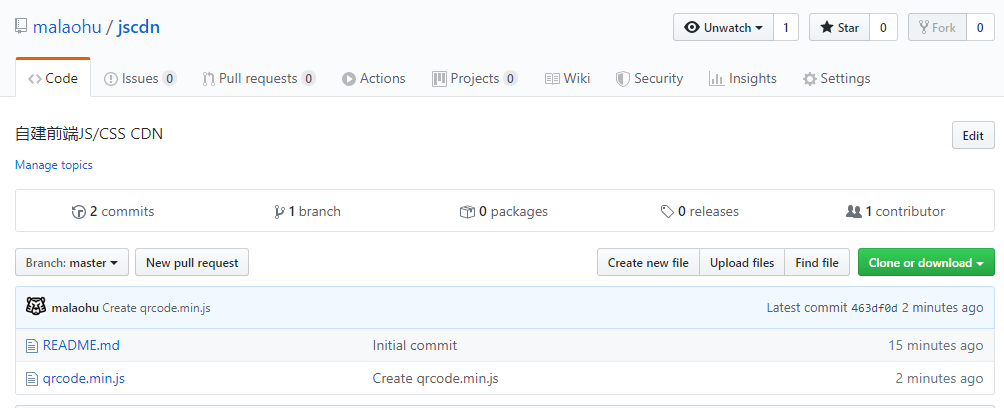 malaohu / jscdn Unwatch 1 Star 0 Fork 0
Code Issues 0 Pull requests 0 Actions Projects 0 Wiki Security Insights Settings
自建前端JS/CSS CDN Edit
Manage topics
2 commits 1 branch 0 packages 0 releases 1 contributor
Branch: master New pull request Create new file Upload files Find file Clone or download
malaohu Create qrcode.min.js Latest commit 463df0d 2 minutes ago
README.md Initial commit 15 minutes ago
qrcode.min.js Create qrcode.min.js 2 minutes ago